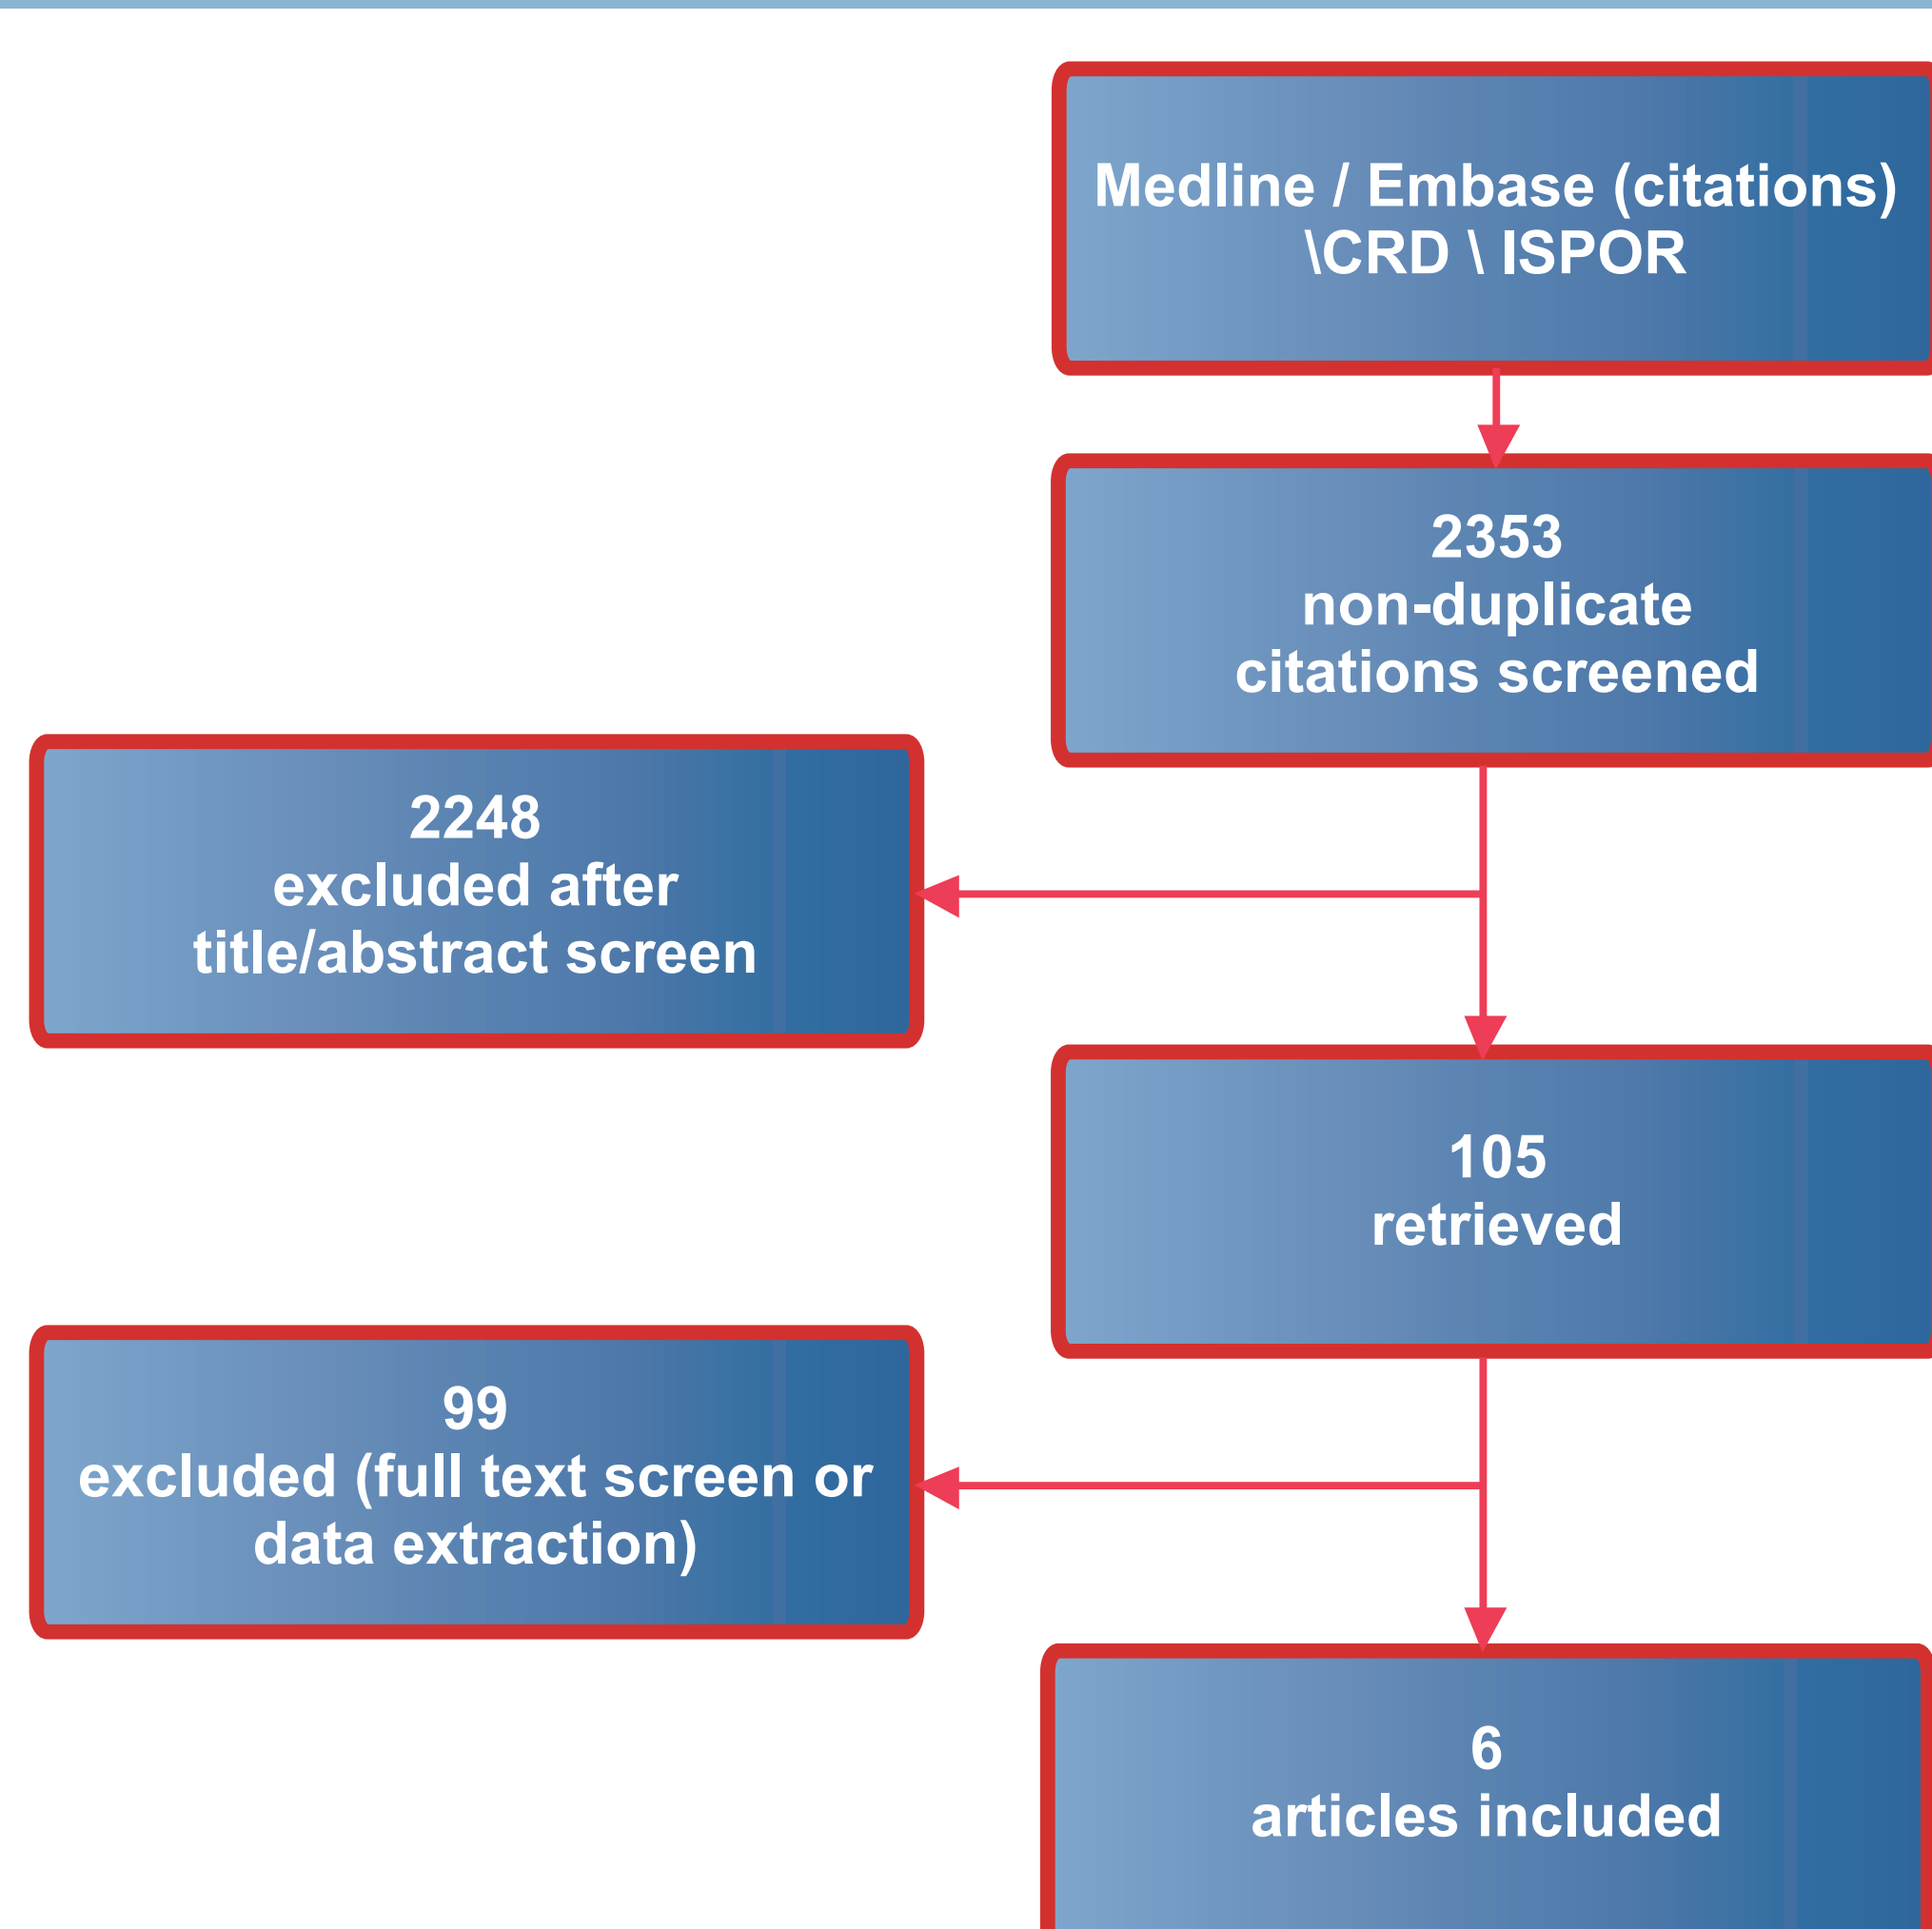 Medline / Embase (citations)
\CRD \ ISPOR
2353
non-duplicate
citations screened
2248
excluded after
title/abstract screen
105
retrieved
99
excluded (full text screen or
data extraction)
6
articles included